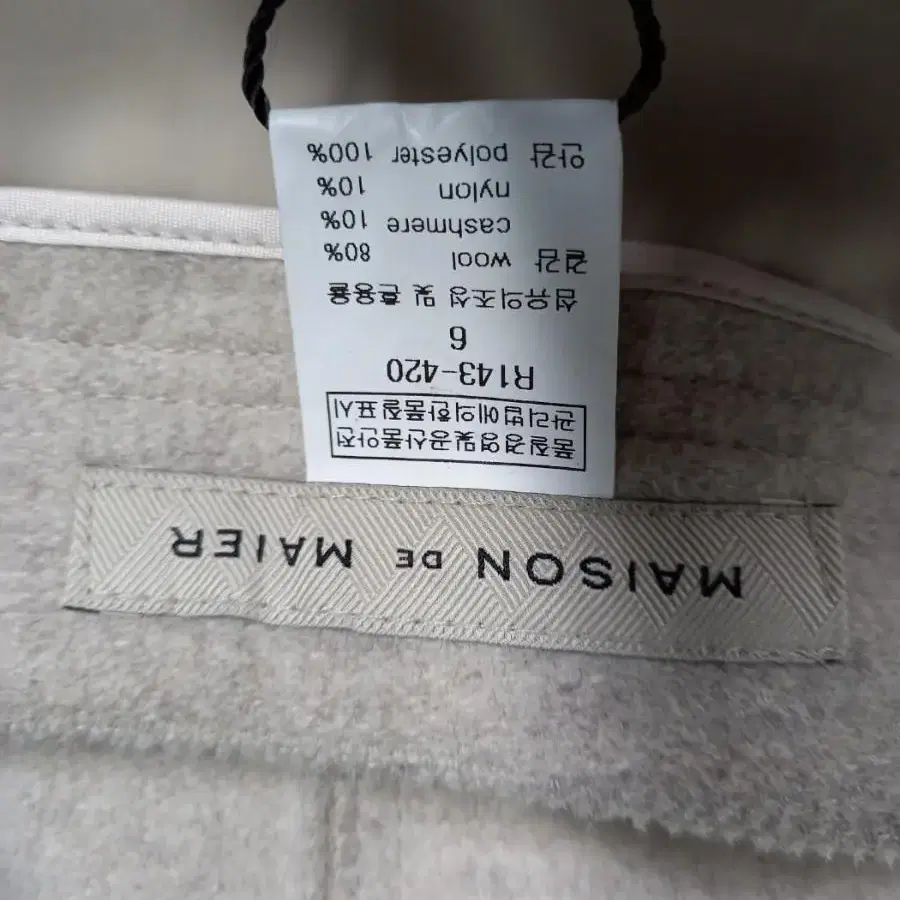 MAISON DE MAIER
품질경영및공산품안전
관리법에의한품질표시
R143-420
9
섬유의조성 및 혼용율
겉감 wool 80%
cashmere 10%
nylon 10%
안감 polyester 100%